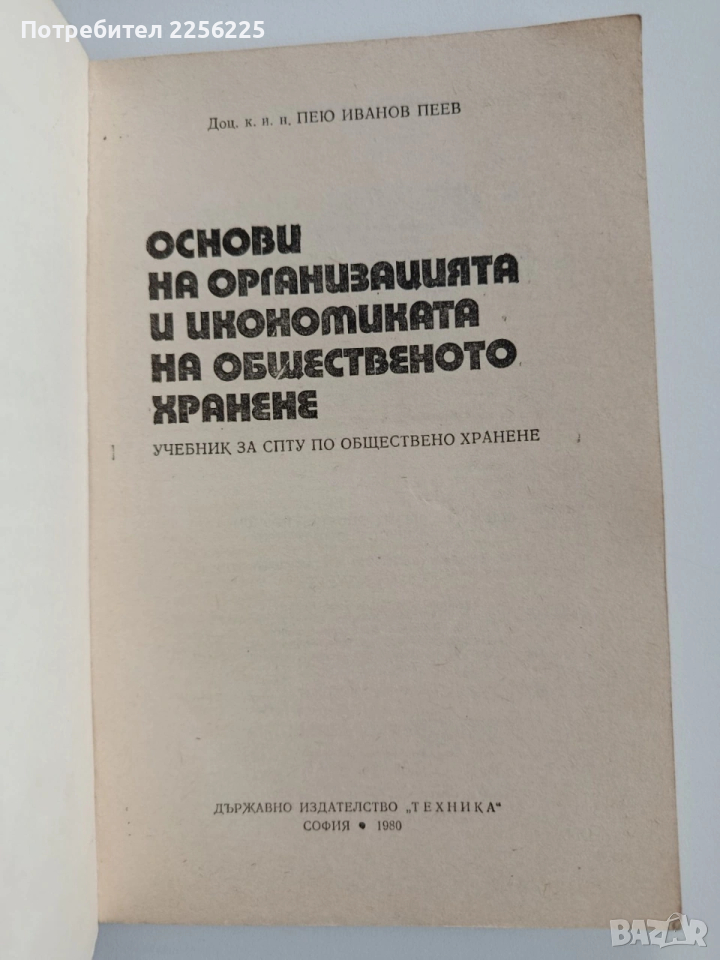 Потребител 2256225
Доц. к. и. н. ПЕЮ ИВАНОВ ПЕЕВ
ОСНОВИ
НА ОРГАНИЗАЦИЯТА
И ИКОНОМИКАТА
НА ОБЩЕСТВЕНОТО
ХРАНЕНЕ
УЧЕБНИК ЗА СПТУ ПО ОБЩЕСТВЕНО ХРАНЕНЕ
ДЪРЖАВНО ИЗДАТЕЛСТВО „ТЕХНИКА“
СОФИЯ • 1980
BAZAR